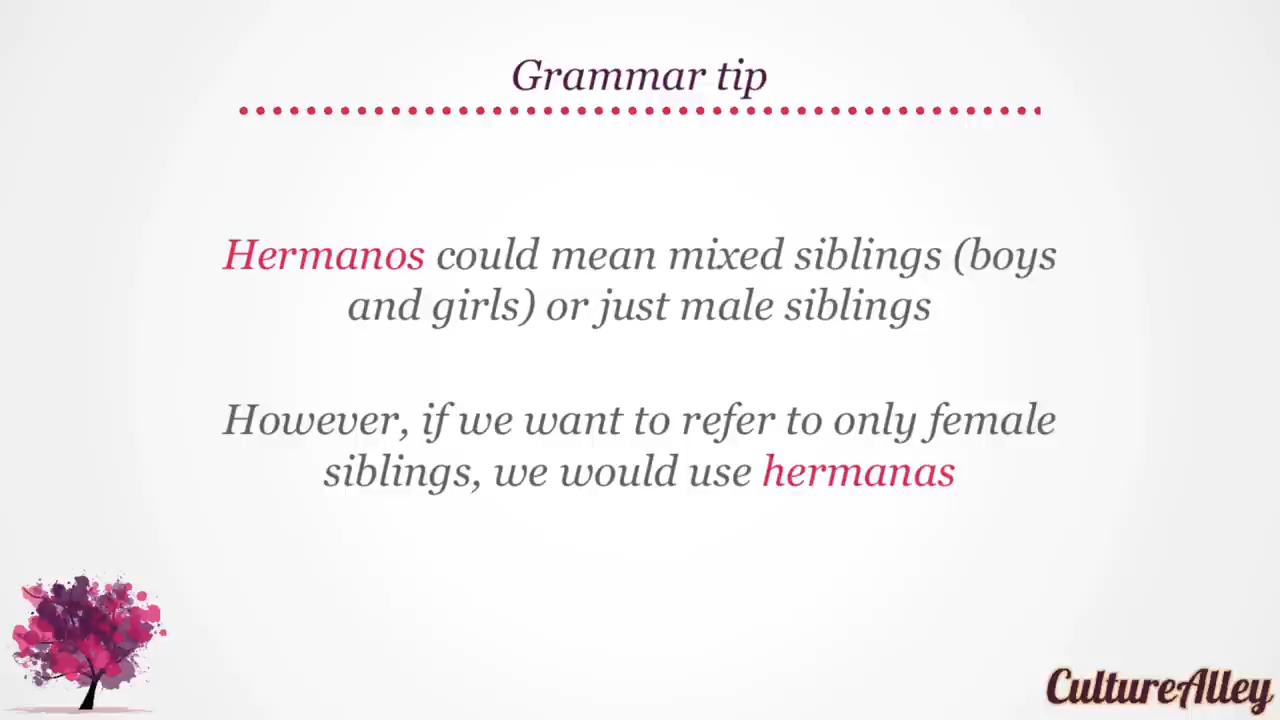 Grammar tip
Hermanos could mean mixed siblings (boys
and girls) or just male siblings
However, if we want to refer to only female
siblings, we would use hermanas
CultureAlley